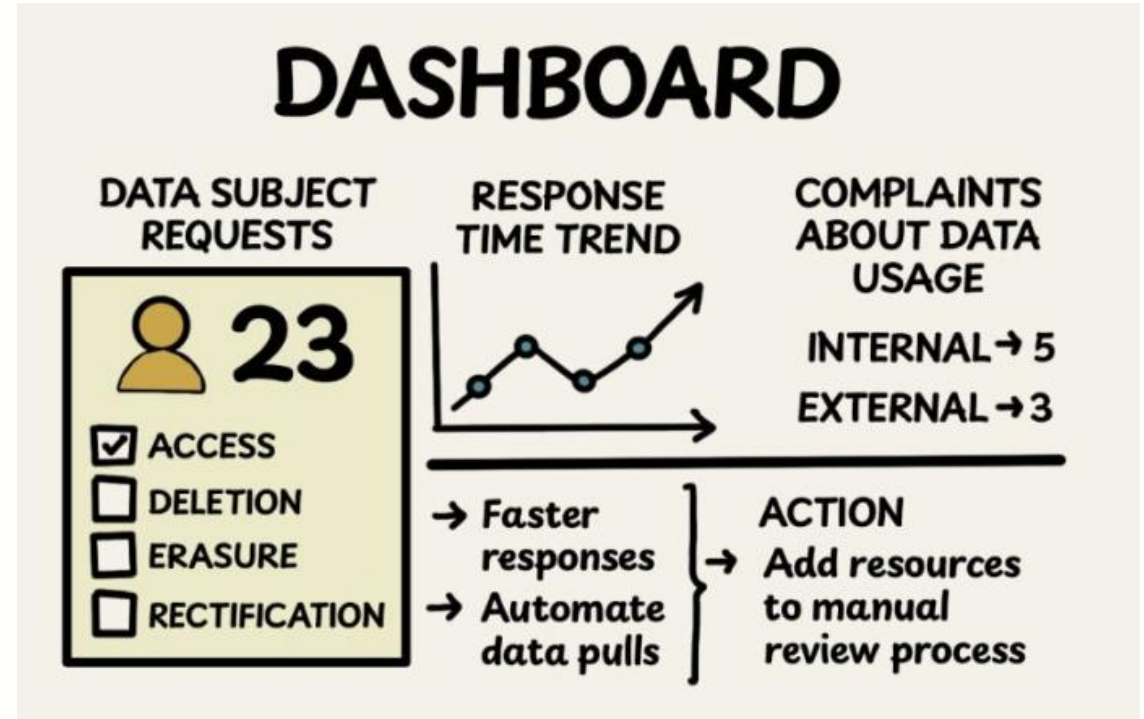 DASHBOARD
DATA SUBJECT
REQUESTS
23
ACCESS
DELETION
ERASURE
RECTIFICATION
RESPONSE
TIME TREND
COMPLAINTS
ABOUT DATA
USAGE
INTERNAL → 5
EXTERNAL → 3
→ Faster
responses
→ Automate
data pulls
→ ACTION
Add resources
to manual
review process